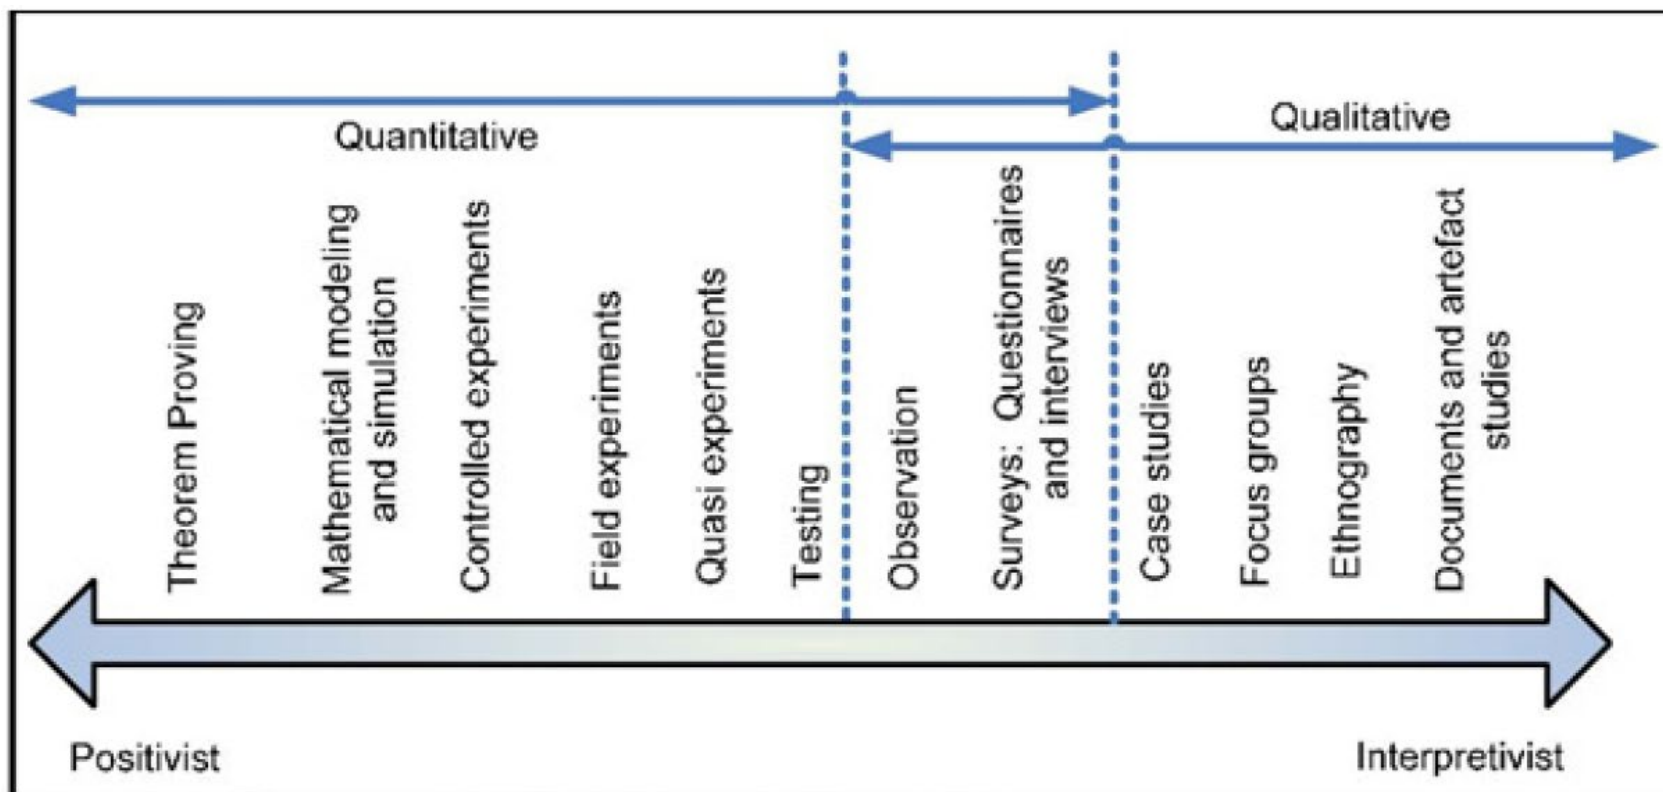 Quantitative
Qualitative
Theorem Proving
Mathematical modeling
and simulation
Controlled experiments
Field experiments
Quasi experiments
Testing
Observation
Surveys: Questionnaires
and interviews
Case studies
Focus groups
Ethnography
Documents and artefact
studies
Positivist
Interpretivist